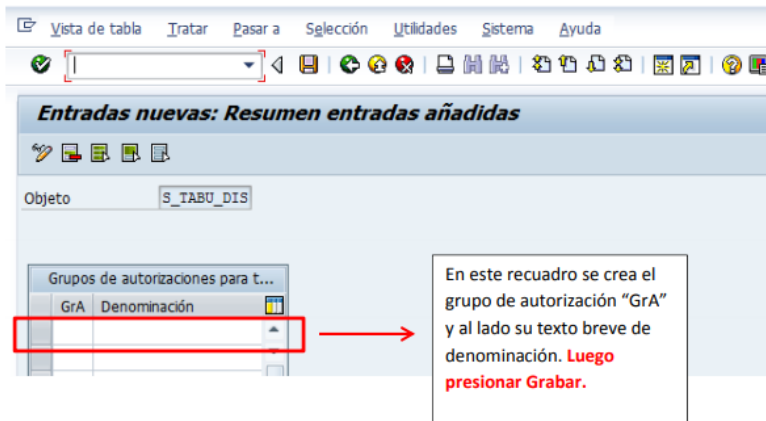 Vista de tabla Tratar Pasar a Selección Utilidades Sistema Ayuda
Entradas nuevas: Resumen entradas añadidas
Objeto S_TABU_DIS
Grupos de autorizaciones para t...
GrA Denominación
En este recuadro se crea el
grupo de autorización “GrA”
y al lado su texto breve de
denominación. Luego
presionar Grabar.